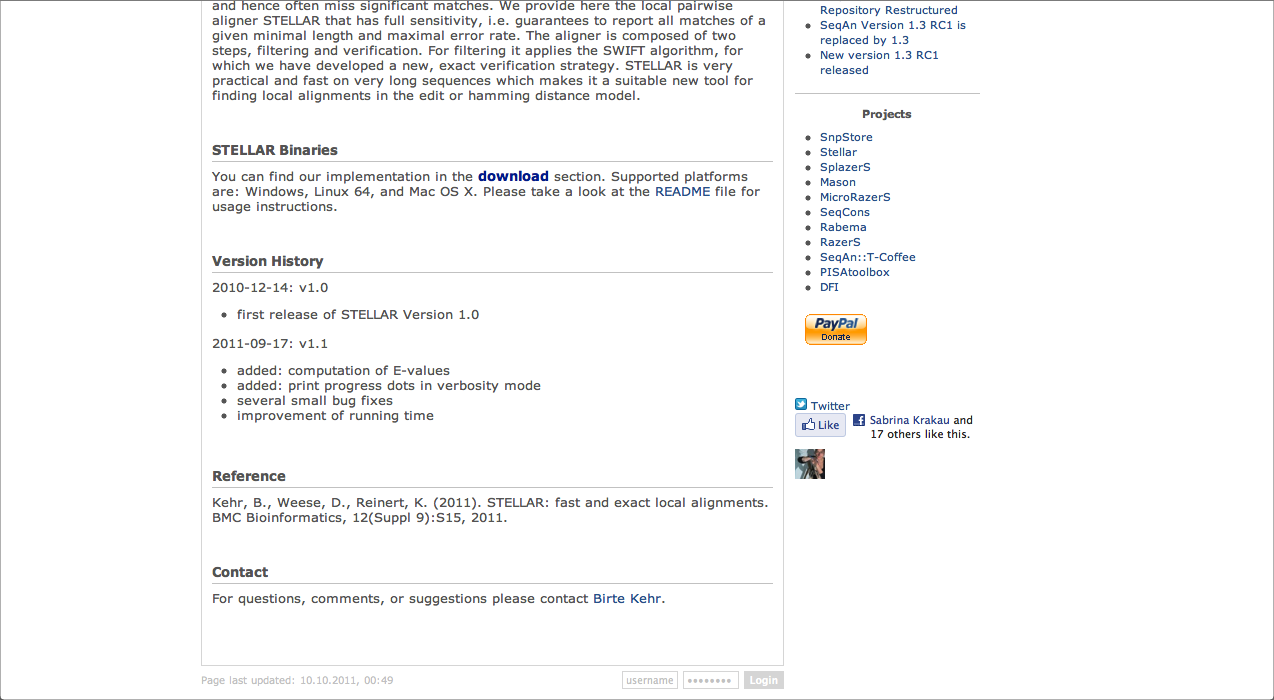 and hence often miss significant matches. We provide here the local pairwise
aligner STELLAR that has full sensitivity, i.e. guarantees to report all matches of a
given minimal length and maximal error rate. The aligner is composed of two
steps, filtering and verification. For filtering it applies the SWIFT algorithm, for
which we have developed a new, exact verification strategy. STELLAR is very
practical and fast on very long sequences which makes it a suitable new tool for
finding local alignments in the edit or hamming distance model.
STELLAR Binaries
You can find our implementation in the download section. Supported platforms
are: Windows, Linux 64, and Mac OS X. Please take a look at the README file for
usage instructions.
Version History
2010-12-14: v1.0
• first release of STELLAR Version 1.0
2011-09-17: v1.1
• added: computation of E-values
• added: print progress dots in verbosity mode
• several small bug fixes
• improvement of running time
Reference
Kehr, B., Weese, D., Reinert, K. (2011). STELLAR: fast and exact local alignments.
BMC Bioinformatics, 12(Suppl 9):S15, 2011.
Contact
For questions, comments, or suggestions please contact Birte Kehr.
Repository Restructured
• SeqAn Version 1.3 RC1 is
replaced by 1.3
• New version 1.3 RC1
released
Projects
• SnpStore
• Stellar
• SplazerS
• Mason
• MicroRazerS
• SeqCons
• Rabema
• RazerS
• SeqAn::T-Coffee
• PISAtoolbox
• DFI
PayPal
Donate
Twitter
Like
Sabrina Krakau and
17 others like this.
Page last updated: 10.10.2011, 00:49
username
••••••••
Login